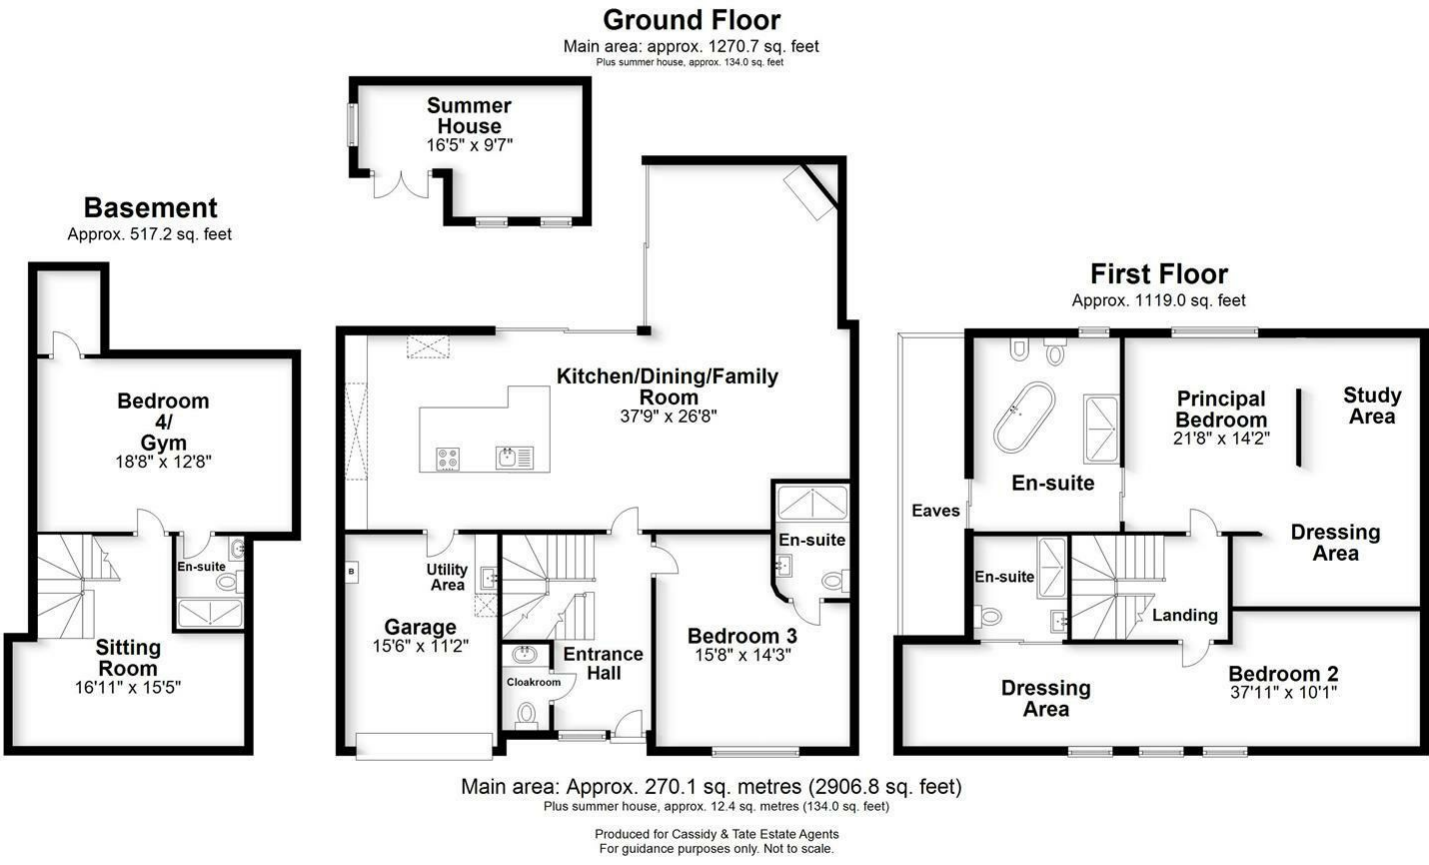 Ground Floor
Main area: approx. 1270.7 sq. feet
Plus summer house, approx. 134.0 sq. feet
Summer
House
16'5" x 9'7"
Kitchen/Dining/Family
Room
37'9" x 26'8"
En-suite
Utility
Area
B
Garage
15'6" x 11'2"
Cloakroom
Entrance
Hall
Bedroom 3
15'8" x 14'3"
Basement
Approx. 517.2 sq. feet
Bedroom
4/
Gym
18'8" x 12'8"
En-suite
Sitting
Room
16'11" x 15'5"
First Floor
Approx. 1119.0 sq. feet
Principal
Bedroom
21'8" x 14'2"
Study
Area
En-suite
Eaves
Dressing
Area
En-suite
Landing
Dressing
Area
Bedroom 2
37'11" x 10'1"
Main area: Approx. 270.1 sq. metres (2906.8 sq. feet)
Plus summer house, approx. 12.4 sq. metres (134.0 sq. feet)
Produced for Cassidy & Tate Estate Agents
For guidance purposes only. Not to scale.